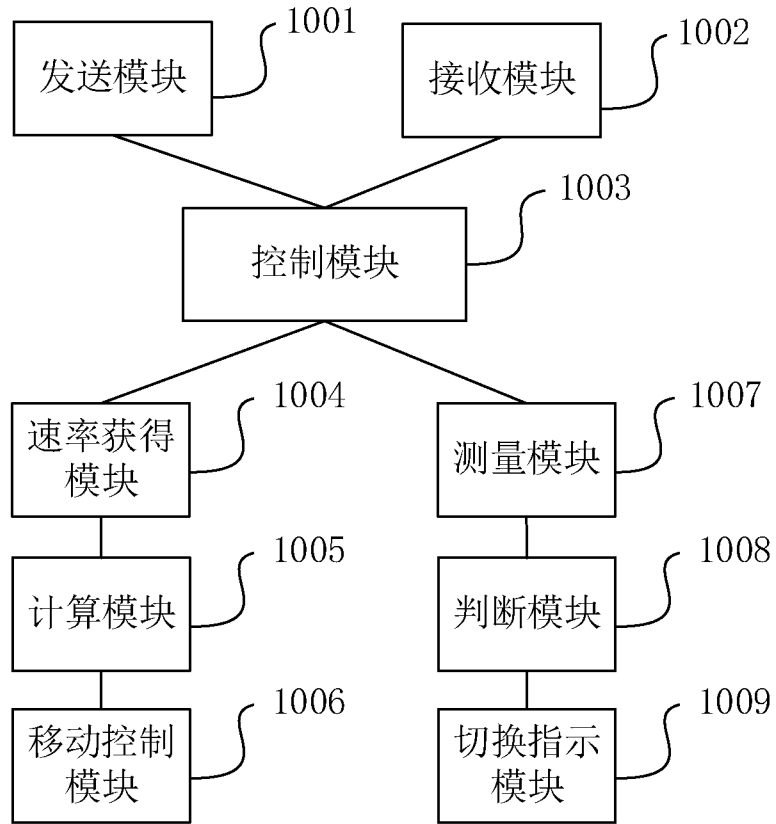 发送模块
1001
接收模块
1002
控制模块
1003
速率获得
模块
1004
测量模块
1007
计算模块
1005
判断模块
1008
移动控制
模块
1006
切换指示
模块
1009